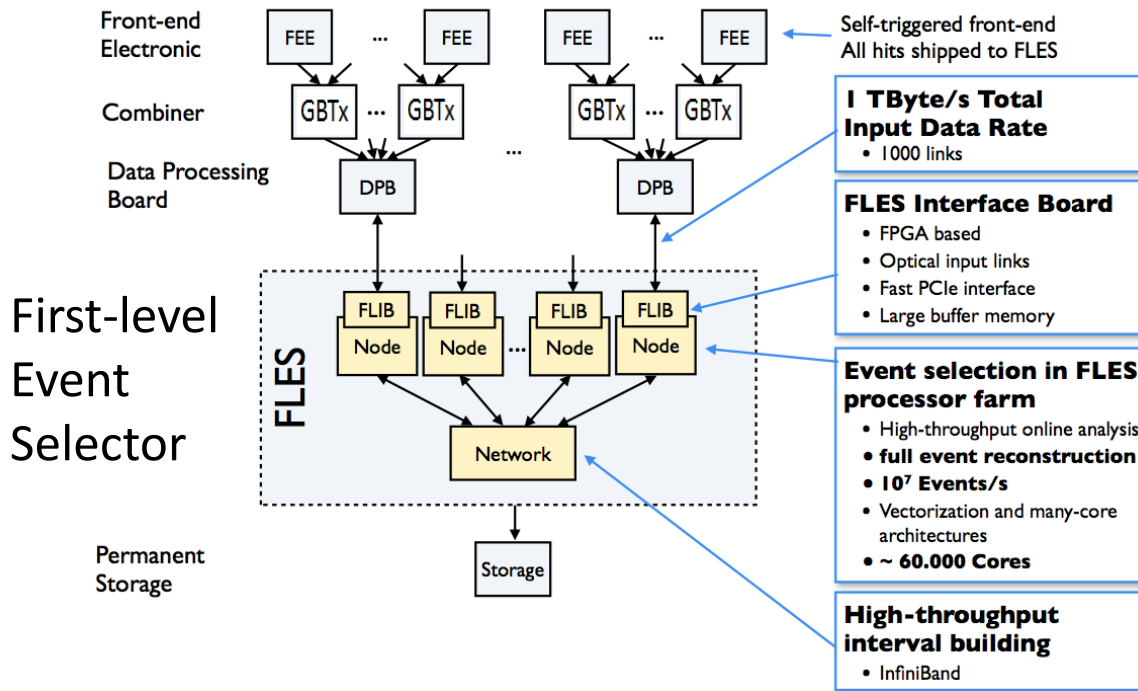 Front-end
Electronic
FEE ... FEE FEE ... FEE
Self-triggered front-end
All hits shipped to FLES
Combiner
GBTx ... GBTx GBTx ... GBTx
...
Data Processing
Board
DPB DPB
1 TByte/s Total
Input Data Rate
• 1000 links
FLES Interface Board
• FPGA based
• Optical input links
• Fast PCIe interface
• Large buffer memory
First-level
Event
Selector
FLES
FLIB FLIB FLIB FLIB
Node Node ... Node Node
Network
Event selection in FLES
processor farm
• High-throughput online analysis
• full event reconstruction
• 10⁷ Events/s
• Vectorization and many-core
architectures
• ~ 60.000 Cores
Permanent
Storage
Storage
High-throughput
interval building
• InfiniBand